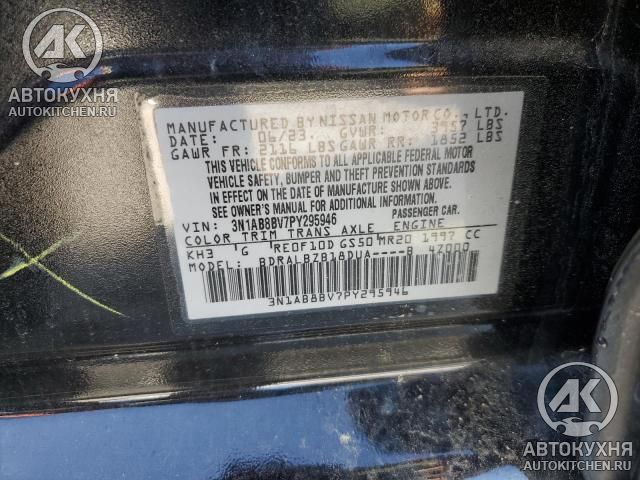 AK
АВТОКУХНЯ
AUTOKITCHEN.RU
MANUFACTURED BY NISSAN MOTOR CO., LTD.
DATE: 06/23 GVWR: 3957 LBS
GAWR FR: 2116 LBS GAWR RR: 1852 LBS
THIS VEHICLE CONFORMS TO ALL APPLICABLE FEDERAL MOTOR
VEHICLE SAFETY, BUMPER AND THEFT PREVENTION STANDARDS
IN EFFECT ON THE DATE OF MANUFACTURE SHOWN ABOVE.
SEE OWNER'S MANUAL FOR ADDITIONAL INFORMATION.
VIN: 3N1AB8BV7PY295946 PASSENGER CAR
COLOR TRIM TRANS AXLE ENGINE
KH3 G RE0F10D GS50 MR20 1997 CC
MODEL: BDRALBZB18DUA----B 4Z000
3N1AB8BV7PY295946
AK
АВТОКУХНЯ
AUTOKITCHEN.RU